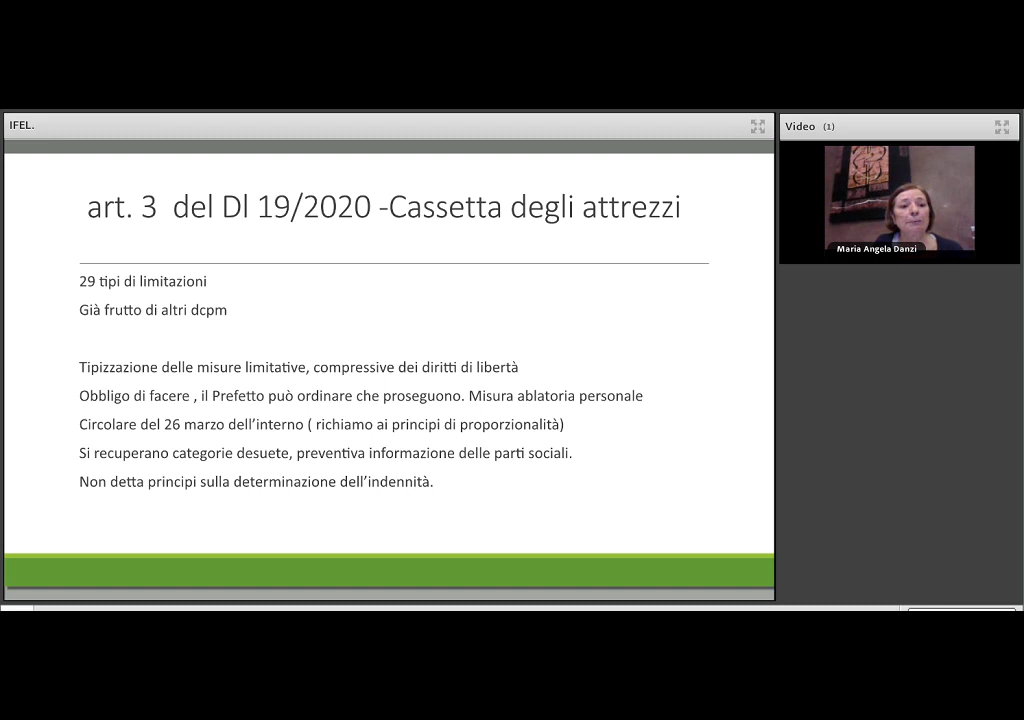 IFEL.
Video (1)
Maria Angela Danzi
art. 3 del Dl 19/2020 -Cassetta degli attrezzi
29 tipi di limitazioni
Già frutto di altri dcpm
Tipizzazione delle misure limitative, compressive dei diritti di libertà
Obbligo di facere , il Prefetto può ordinare che proseguono. Misura ablatoria personale
Circolare del 26 marzo dell'interno ( richiamo ai principi di proporzionalità)
Si recuperano categorie desuete, preventiva informazione delle parti sociali.
Non detta principi sulla determinazione dell'indennità.